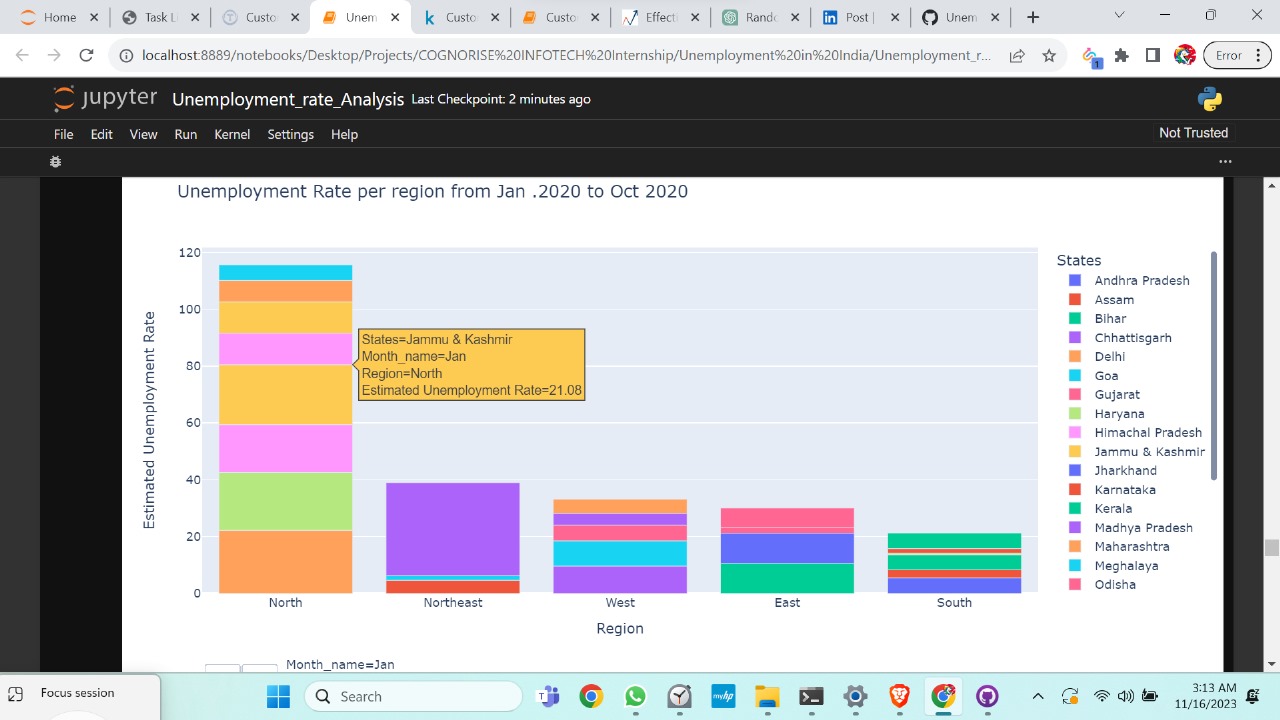 Home
Task Li
Custo
Unem
Custo
Custo
Effecti
Rando
Post |
Unem
localhost:8889/notebooks/Desktop/Projects/COGNORISE%20INFOTECH%20Internship/Unemployment%20in%20India/Unemployment_r...
1
Error
jupyter Unemployment_rate_Analysis Last Checkpoint: 2 minutes ago
File Edit View Run Kernel Settings Help
Not Trusted
Unemployment Rate per region from Jan .2020 to Oct 2020
120
100
80
60
40
20
0
Estimated Unemployment Rate
States=Jammu & Kashmir
Month_name=Jan
Region=North
Estimated Unemployment Rate=21.08
North Northeast West East South
Region
States
Andhra Pradesh
Assam
Bihar
Chhattisgarh
Delhi
Goa
Gujarat
Haryana
Himachal Pradesh
Jammu & Kashmir
Jharkhand
Karnataka
Kerala
Madhya Pradesh
Maharashtra
Meghalaya
Odisha
Month_name=Jan
Focus session
Search
myhp
3:13 AM
11/16/2023